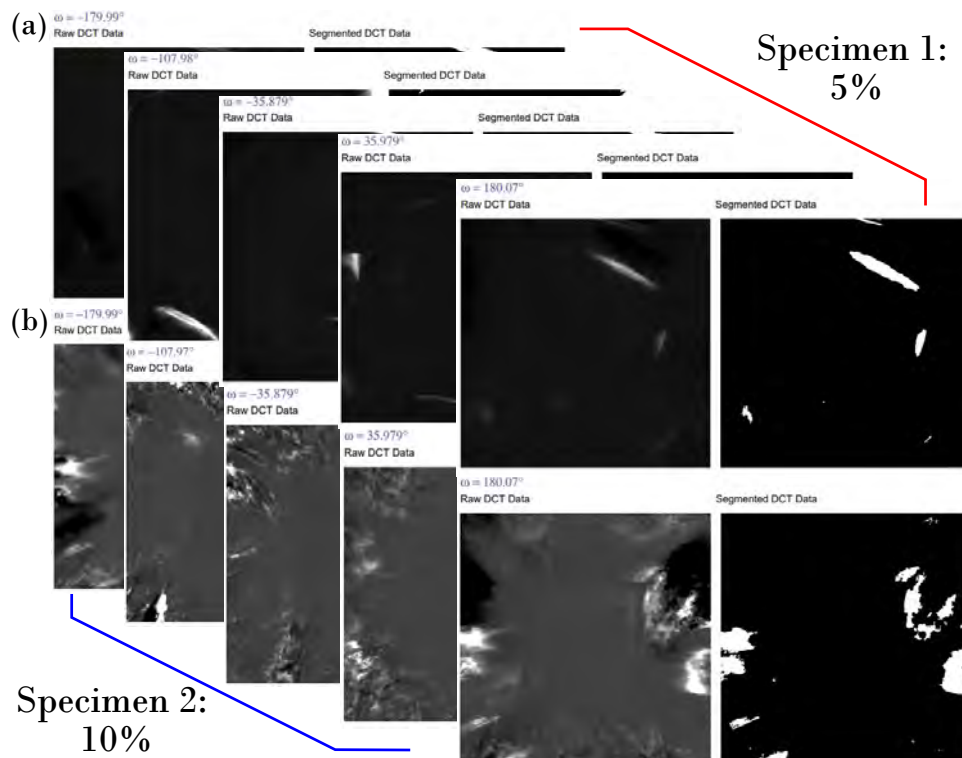 (a)
ω = −179.99°
Raw DCT Data
Segmented DCT Data
ω = −107.98°
Raw DCT Data
Segmented DCT Data
ω = −35.879°
Raw DCT Data
Segmented DCT Data
ω = 35.979°
Raw DCT Data
Segmented DCT Data
ω = 180.07°
Raw DCT Data
Segmented DCT Data
Specimen 1:
5%
(b)
ω = −179.99°
Raw DCT Data
ω = −107.97°
Raw DCT Data
ω = −35.879°
Raw DCT Data
ω = 35.979°
Raw DCT Data
ω = 180.07°
Raw DCT Data
Segmented DCT Data
Specimen 2:
10%